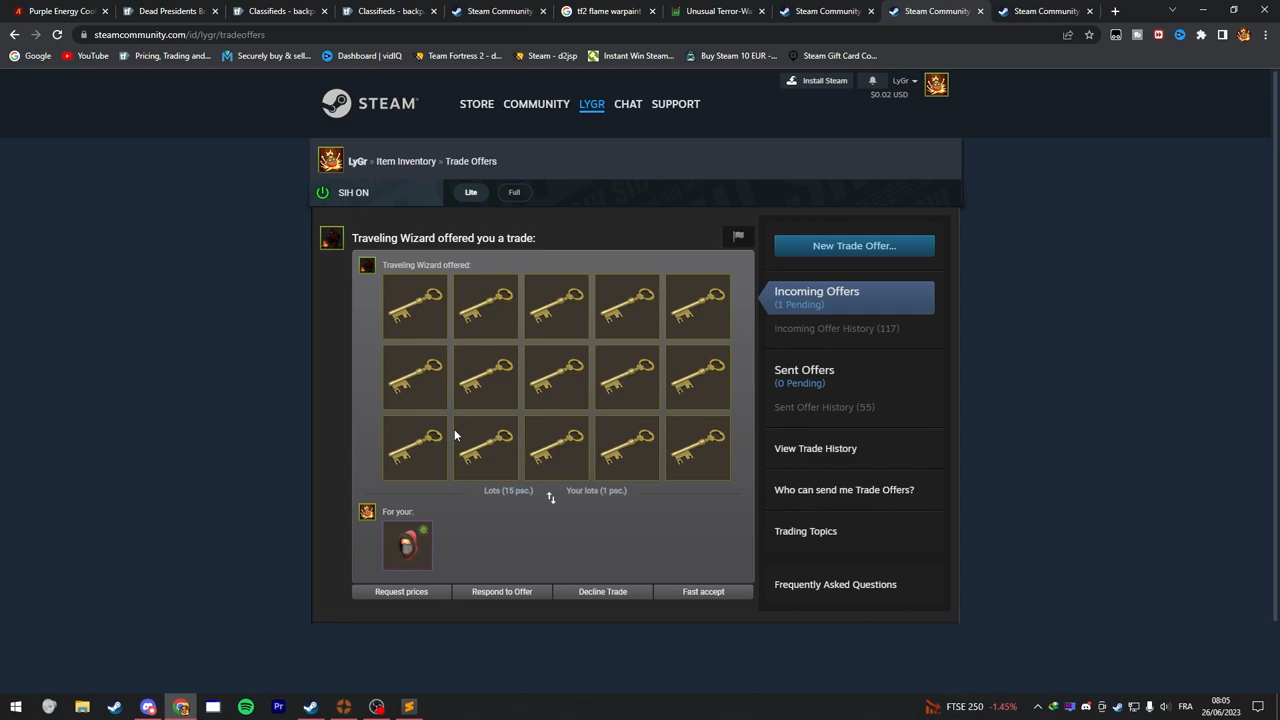 Purple Energy Coo
Dead Presidents B
Classifieds - backp
Classifieds - backp
Steam Community
tf2 flame warpaint
Unusual Terror-Wa
Steam Community
Steam Community
Steam Community
steamcommunity.com/id/lygr/tradeoffers
Google
YouTube
Pricing, Trading and...
Securely buy & sell...
Dashboard | vidIQ
Team Fortress 2 - d...
Steam - d2jsp
Instant Win Steam...
Buy Steam 10 EUR -...
Steam Gift Card Co...
STEAM
STORE
COMMUNITY
LYGR
CHAT
SUPPORT
Install Steam
LyGr
$0.02 USD
LyGr » Item Inventory » Trade Offers
SIH ON
Lite
Full
Traveling Wizard offered you a trade:
Traveling Wizard offered:
Lots (15 psc.)
Your lots (1 psc.)
For your:
Request prices
Respond to Offer
Decline Trade
Fast accept
New Trade Offer...
Incoming Offers
(1 Pending)
Incoming Offer History (117)
Sent Offers
(0 Pending)
Sent Offer History (55)
View Trade History
Who can send me Trade Offers?
Trading Topics
Frequently Asked Questions
FTSE 250 -1.45%
FRA
08:05
26/06/2023